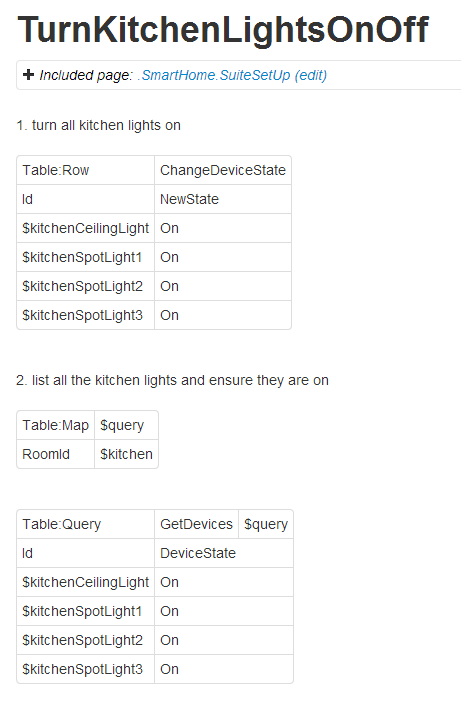 TurnKitchenLightsOnOff
+ Included page: .SmartHome.SuiteSetUp (edit)
1. turn all kitchen lights on
Table:Row ChangeDeviceState
Id NewState
$kitchenCeilingLight On
$kitchenSpotLight1 On
$kitchenSpotLight2 On
$kitchenSpotLight3 On
2. list all the kitchen lights and ensure they are on
Table:Map $query
RoomId $kitchen
Table:Query GetDevices $query
Id DeviceState
$kitchenCeilingLight On
$kitchenSpotLight1 On
$kitchenSpotLight2 On
$kitchenSpotLight3 On